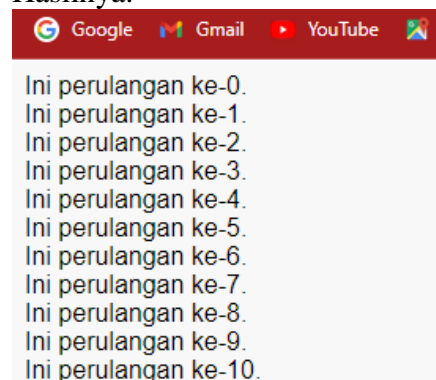 Hasilnya:
Google Gmail YouTube
Ini perulangan ke-0.
Ini perulangan ke-1.
Ini perulangan ke-2.
Ini perulangan ke-3.
Ini perulangan ke-4.
Ini perulangan ke-5.
Ini perulangan ke-6.
Ini perulangan ke-7.
Ini perulangan ke-8.
Ini perulangan ke-9.
Ini perulangan ke-10.